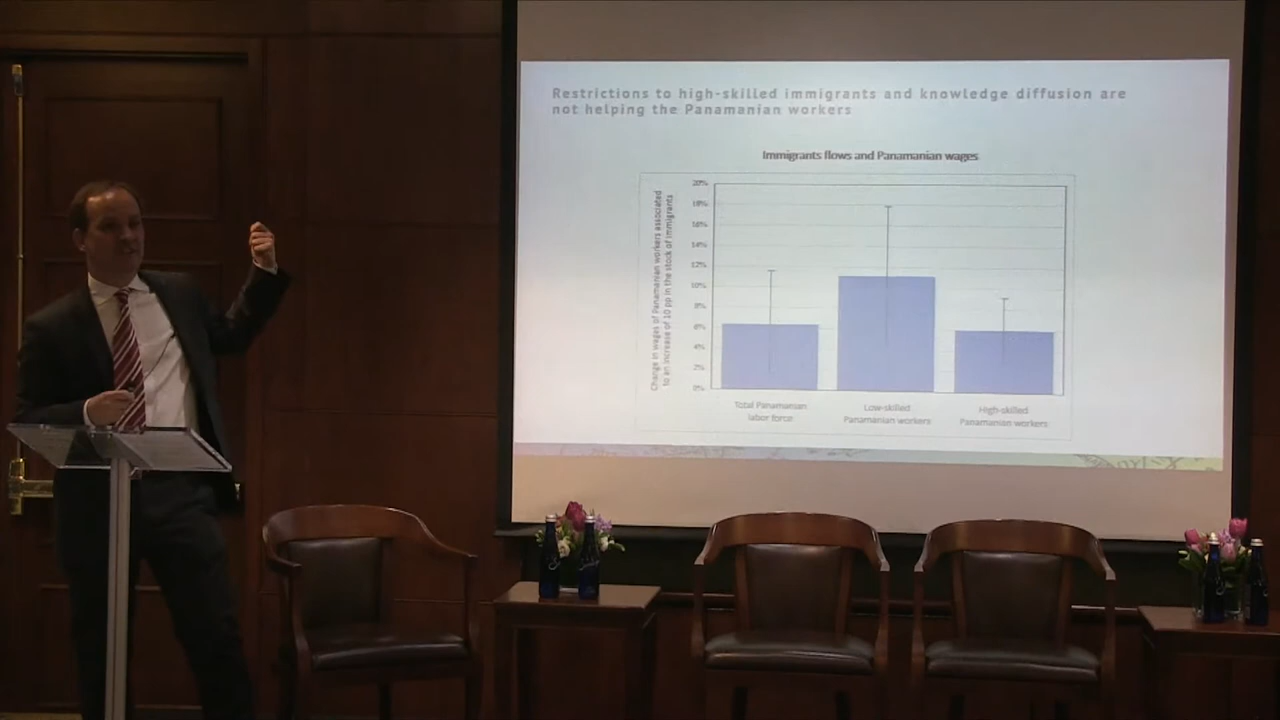 Restrictions to high-skilled immigrants and knowledge diffusion are
not helping the Panamanian workers
Immigrants flows and Panamanian wages
Change in wages of Panamanian workers associated
to an increase of 10 pp in the stock of immigrants
20%
18%
16%
14%
12%
10%
8%
6%
4%
2%
0%
Total Panamanian
labor force
Low-skilled
Panamanian workers
High-skilled
Panamanian workers